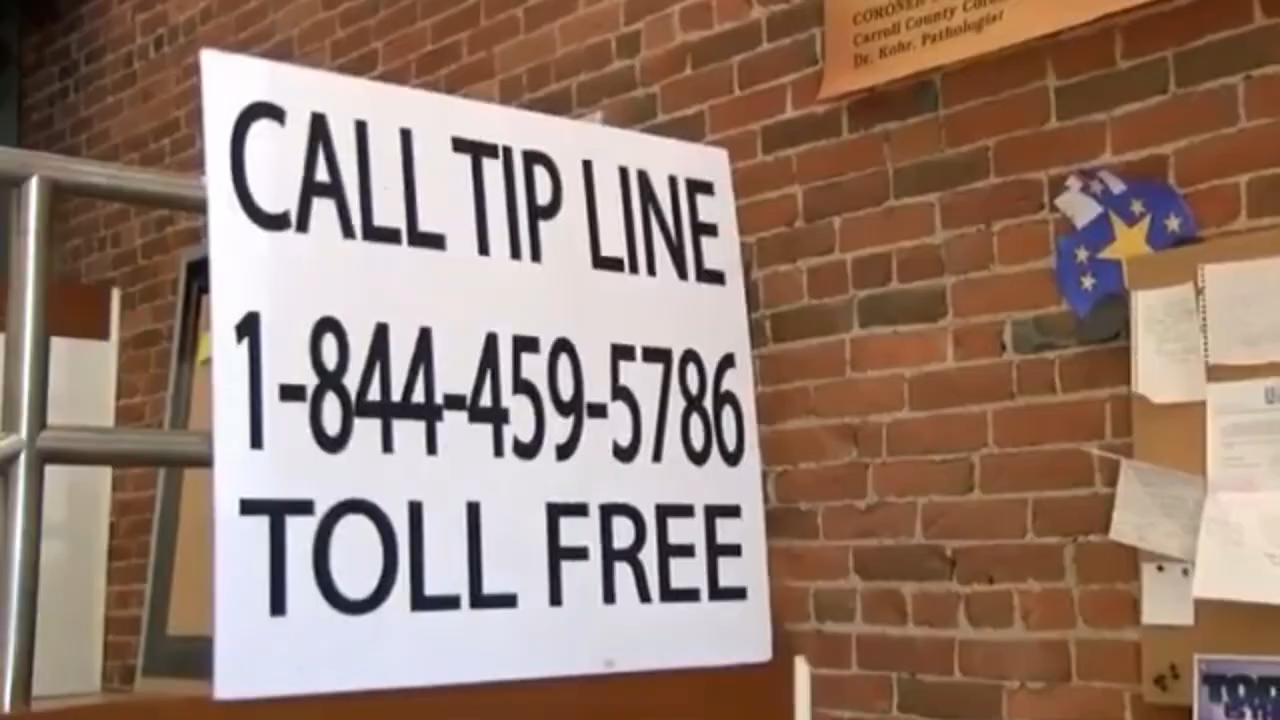 CORONER
Carroll County
Dr. Kohr, Pathologist
CALL TIP LINE
1-844-459-5786
TOLL FREE